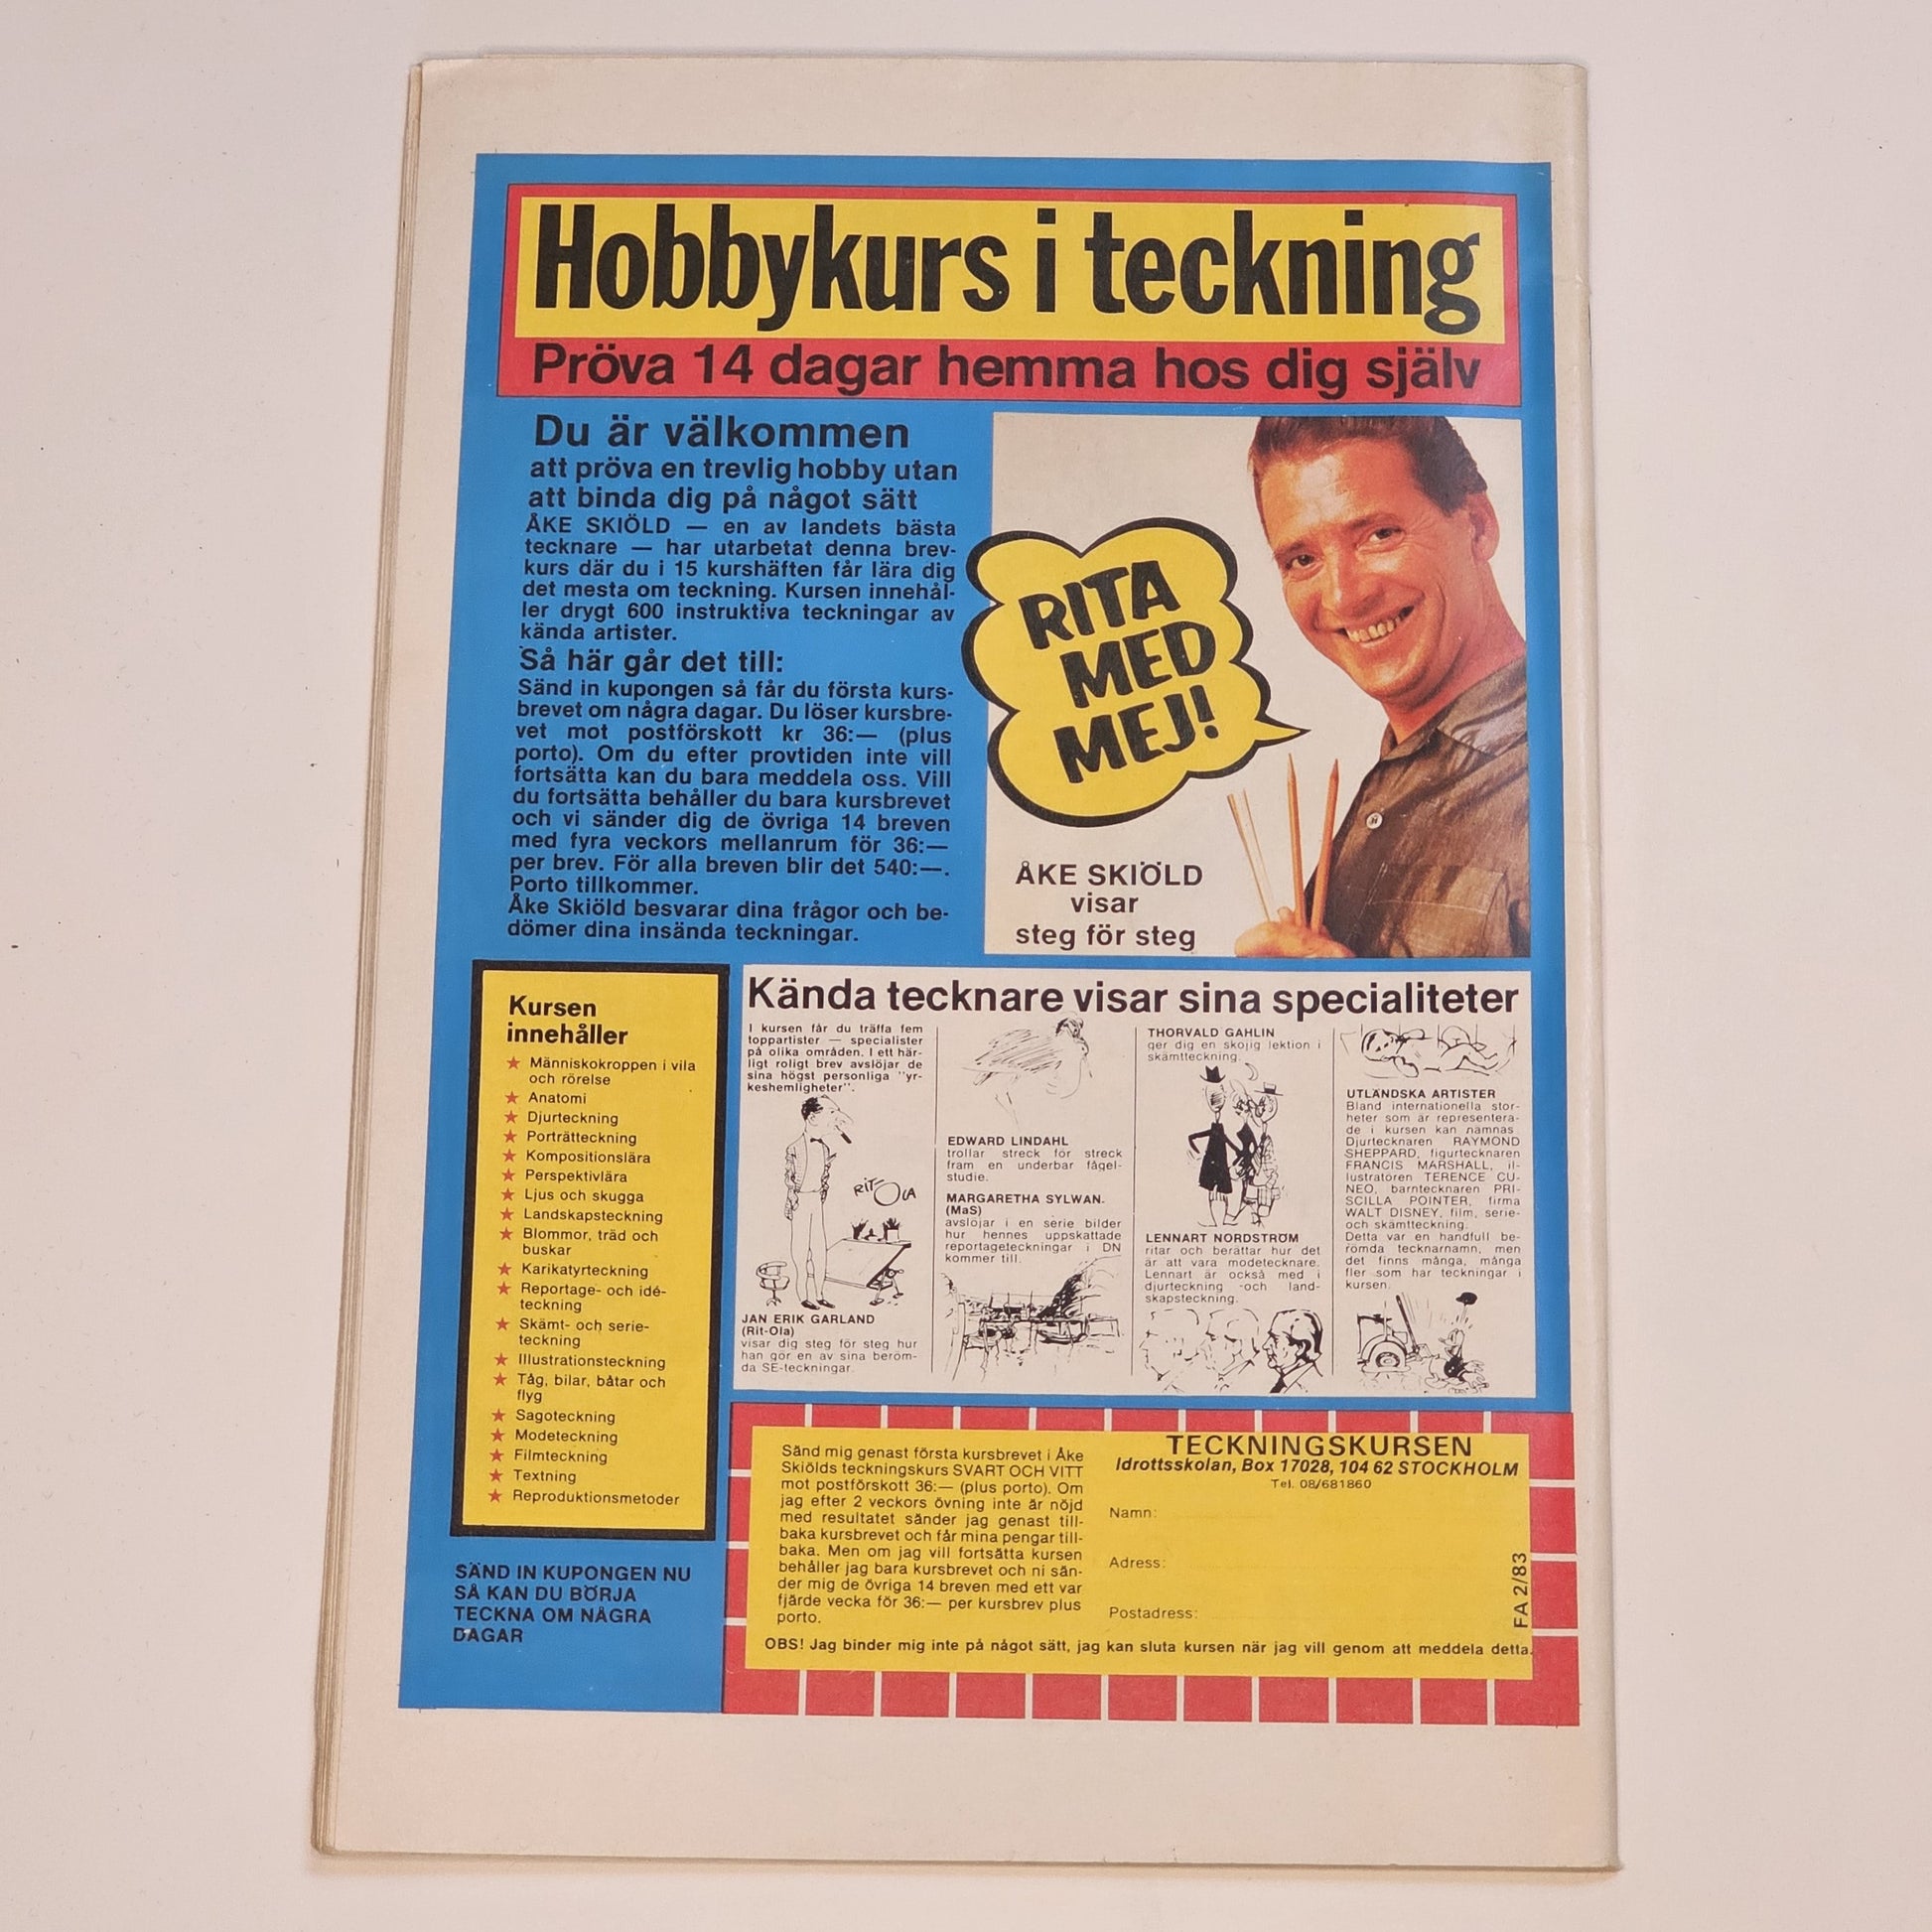 Hobbykurs i teckning
Pröva 14 dagar hemma hos dig själv
Du är välkommen
att pröva en trevlig hobby utan
att binda dig på något sätt
ÅKE SKIÖLD — en av landets bästa
tecknare — har utarbetat denna brev-
kurs där du i 15 kurshäften får lära dig
det mesta om teckning. Kursen innehål-
ler drygt 600 instruktiva teckningar av
kända artister.
Så här går det till:
Sänd in kupongen så får du första kurs-
brevet om några dagar. Du löser kursbre-
vet mot postförskott kr 36:— (plus
porto). Om du efter provtiden inte vill
fortsätta kan du bara meddela oss. Vill
du fortsätta behåller du bara kursbrevet
och vi sänder dig de övriga 14 breven
med fyra veckors mellanrum för 36:—
per brev. För alla breven blir det 540:—.
Porto tillkommer.
Åke Skiöld besvarar dina frågor och be-
dömer dina insända teckningar.
RITA
MED
MEJ!
ÅKE SKIÖLD
visar
steg för steg
Kursen
innehåller
★ Människokroppen i vila
och rörelse
★ Anatomi
★ Djurteckning
★ Porträtteckning
★ Kompositionslära
★ Perspektivlära
★ Ljus och skugga
★ Landskapsteckning
★ Blommor, träd och
buskar
★ Karikatyrteckning
★ Reportage- och idé-
teckning
★ Skämt- och serie-
teckning
★ Illustrationsteckning
★ Tåg, bilar, båtar och
flyg
★ Sagoteckning
★ Modeteckning
★ Filmteckning
★ Textning
★ Reproduktionsmetoder
SÄND IN KUPONGEN NU
SÅ KAN DU BÖRJA
TECKNA OM NÅGRA
DAGAR
Kända tecknare visar sina specialiteter
I kursen får du träffa fem
toppartister — specialister
på olika områden. I ett här-
ligt roligt brev avslöjar de
sina högst personliga "yr-
keshemligheter".
RIT-OLA
JAN ERIK GARLAND
(Rit-Ola)
visar dig steg för steg hur
han gör en av sina beröm-
da SE-teckningar.
EDWARD LINDAHL
trollar streck för streck
fram en underbar fågel-
studie.
MARGARETHA SYLWAN.
(MaS)
avslöjar i en serie bilder
hur hennes uppskattade
reportageteckningar i DN
kommer till.
THORVALD GAHLIN
ger dig en skojig lektion i
skämtteckning.
LENNART NORDSTRÖM
ritar och berättar hur det
är att vara modetecknare.
Lennart är också med i
djurteckning och land-
skapsteckning.
UTLÄNDSKA ARTISTER
Bland internationella stor-
heter som är representera-
de i kursen kan nämnas
Djurtecknaren RAYMOND
SHEPPARD, figurtecknaren
FRANCIS MARSHALL, il-
lustratören TERENCE CU-
NEO, barntecknaren PRI-
SCILLA POINTER, firma
WALT DISNEY, film, serie-
och skämtteckning.
Detta var en handfull be-
römda tecknarnamn, men
det finns många, många
fler som har teckningar i
kursen.
Sänd mig genast första kursbrevet i Åke
Skiölds teckningskurs SVART OCH VITT
mot postförskott 36:— (plus porto). Om
jag efter 2 veckors övning inte är nöjd
med resultatet sänder jag genast till-
baka kursbrevet och får mina pengar till-
baka. Men om jag vill fortsätta kursen
behåller jag bara kursbrevet och ni sän-
der mig de övriga 14 breven med ett var
fjärde vecka för 36:— per kursbrev plus
porto.
TECKNINGSKURSEN
Idrottsskolan, Box 17028, 104 62 STOCKHOLM
Tel. 08/681860
Namn:
Adress:
Postadress:
FA 2/83
OBS! Jag binder mig inte på något sätt, jag kan sluta kursen när jag vill genom att meddela detta.